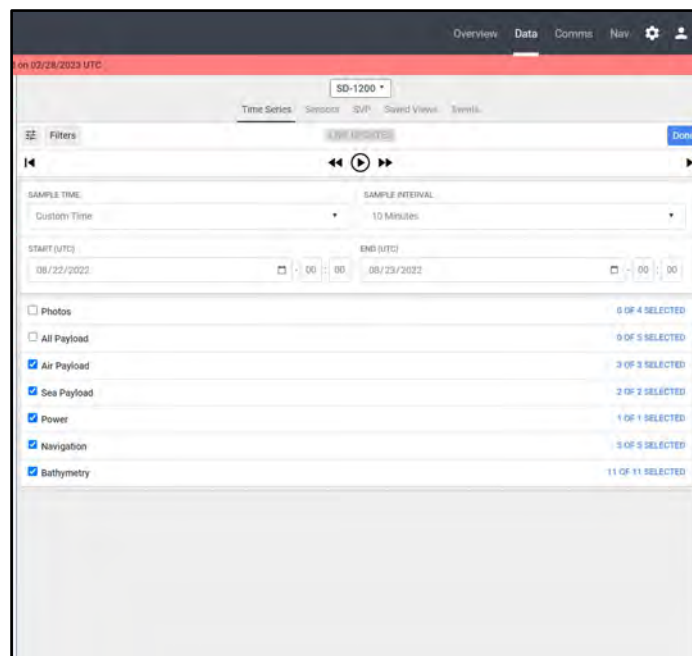 Overview Data Comms Nav
on 02/28/2023 UTC
SD-1200
Time Series Sensors SVP Saved Views Events
Filters LIVE UPDATES Done
SAMPLE TIME SAMPLE INTERVAL
Custom Time 10 Minutes
START (UTC) END (UTC)
08/22/2022 - 00 : 00 08/23/2022 - 00 : 00
Photos 0 OF 4 SELECTED
All Payload 0 OF 5 SELECTED
Air Payload 3 OF 3 SELECTED
Sea Payload 2 OF 2 SELECTED
Power 1 OF 1 SELECTED
Navigation 5 OF 5 SELECTED
Bathymetry 11 OF 11 SELECTED